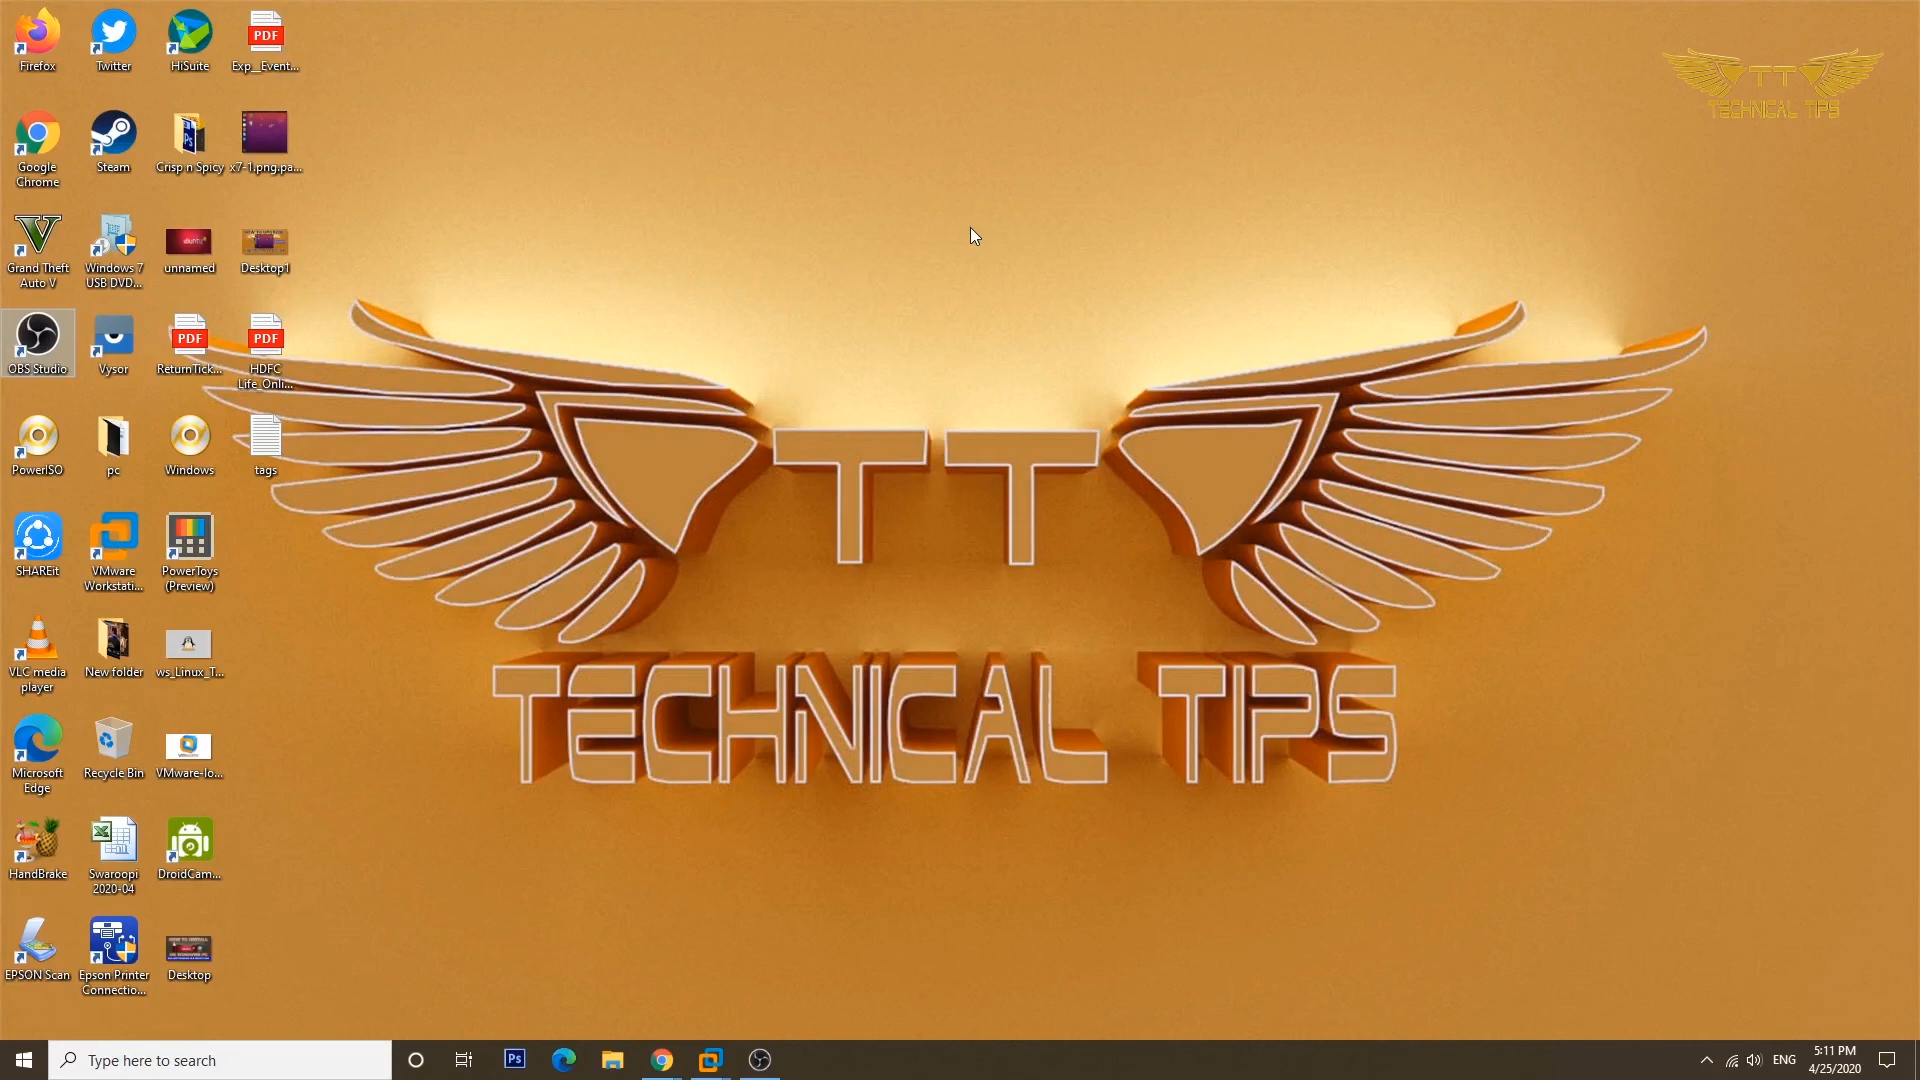 Firefox
Twitter
HiSuite
Exp__Event...
PDF
Google
Chrome
Steam
Crisp n Spicy
x7-1.png.pa...
Grand Theft
Auto V
Windows 7
USB DVD...
unnamed
Desktop1
OBS Studio
Vysor
PDF
ReturnTick...
PDF
HDFC
Life_Onli...
PowerISO
pc
Windows
tags
SHAREit
VMware
Workstati...
PowerToys
(Preview)
VLC media
player
New folder
ws_Linux_T...
Microsoft
Edge
Recycle Bin
VMware-lo...
HandBrake
Swaroopi
2020-04
DroidCam...
EPSON Scan
Epson Printer
Connectio...
Desktop
TT
TECHNICAL TIPS
TT
TECHNICAL TIPS
Type here to search
Ps
ENG
5:11 PM
4/25/2020